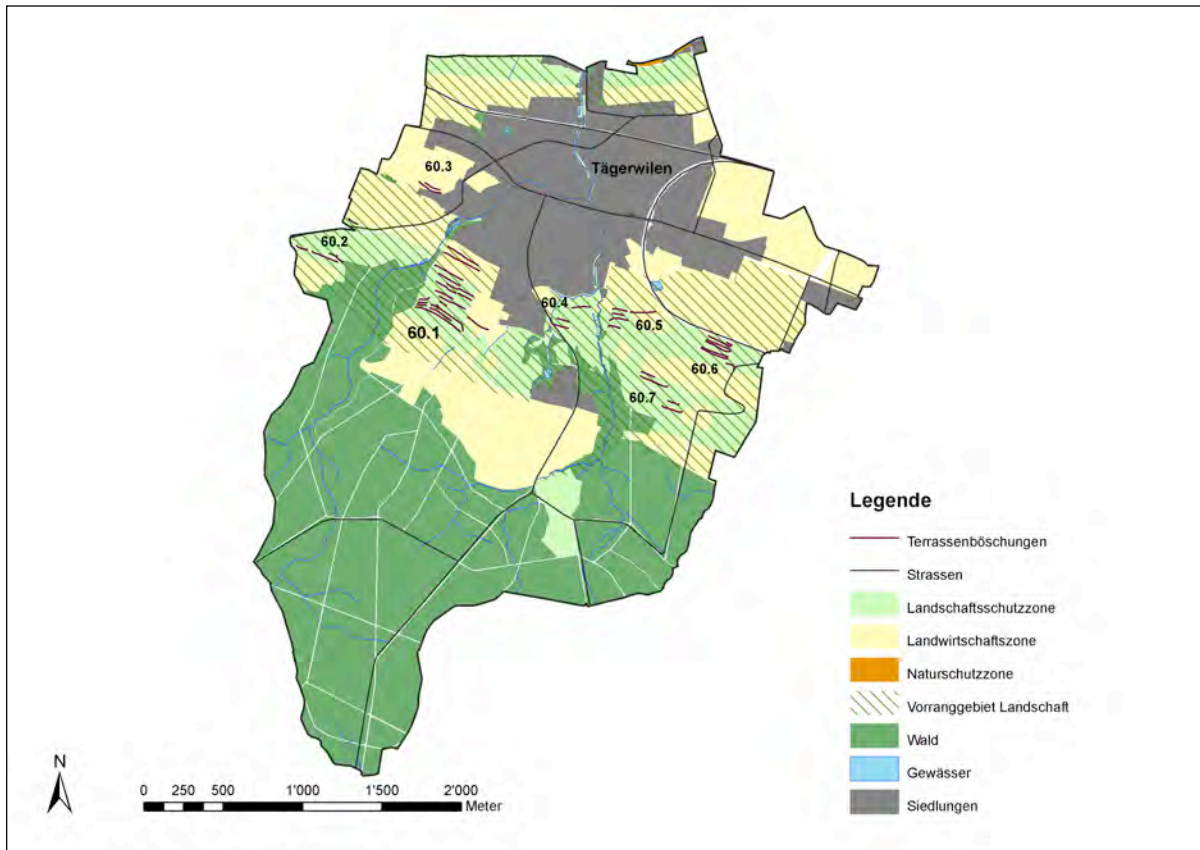 Tägerwilen
60.3
60.2
60.1
60.4
60.5
60.6
60.7
Legende
Terrassenböschungen
Strassen
Landschaftsschutzzone
Landwirtschaftszone
Naturschutzzone
Vorranggebiet Landschaft
Wald
Gewässer
Siedlungen
N
0 250 500 1'000 1'500 2'000
Meter